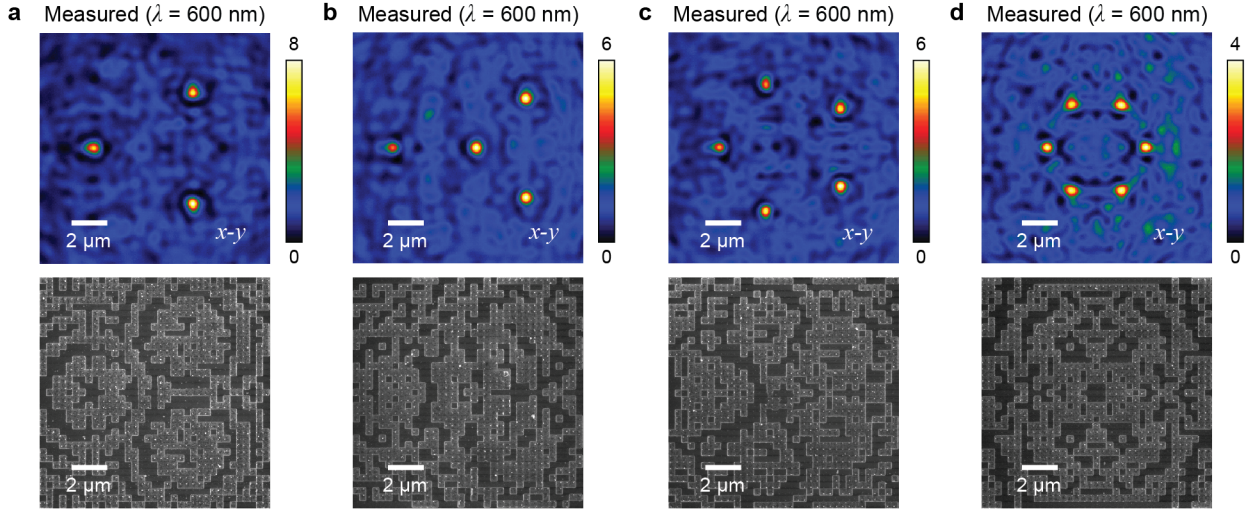 a Measured (λ = 600 nm)
8
0
2 μm
x-y
b Measured (λ = 600 nm)
6
0
2 μm
x-y
c Measured (λ = 600 nm)
6
0
2 μm
x-y
d Measured (λ = 600 nm)
4
0
2 μm
x-y
2 μm
2 μm
2 μm
2 μm